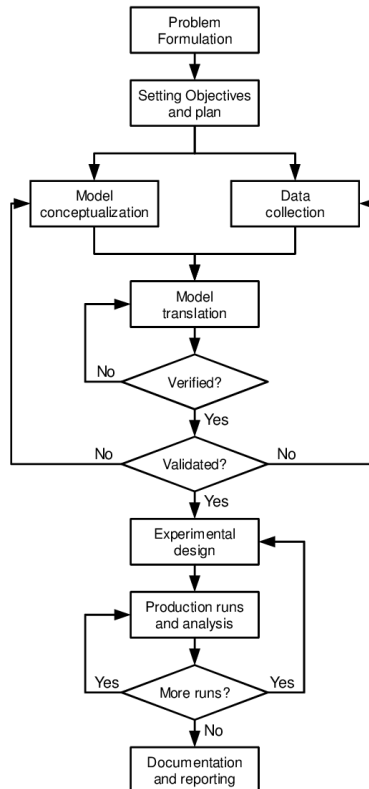 Problem
Formulation
Setting Objectives
and plan
Model
conceptualization
Data
collection
Model
translation
No
Verified?
Yes
No
Validated?
No
Yes
Experimental
design
Production runs
and analysis
Yes
More runs?
Yes
No
Documentation
and reporting